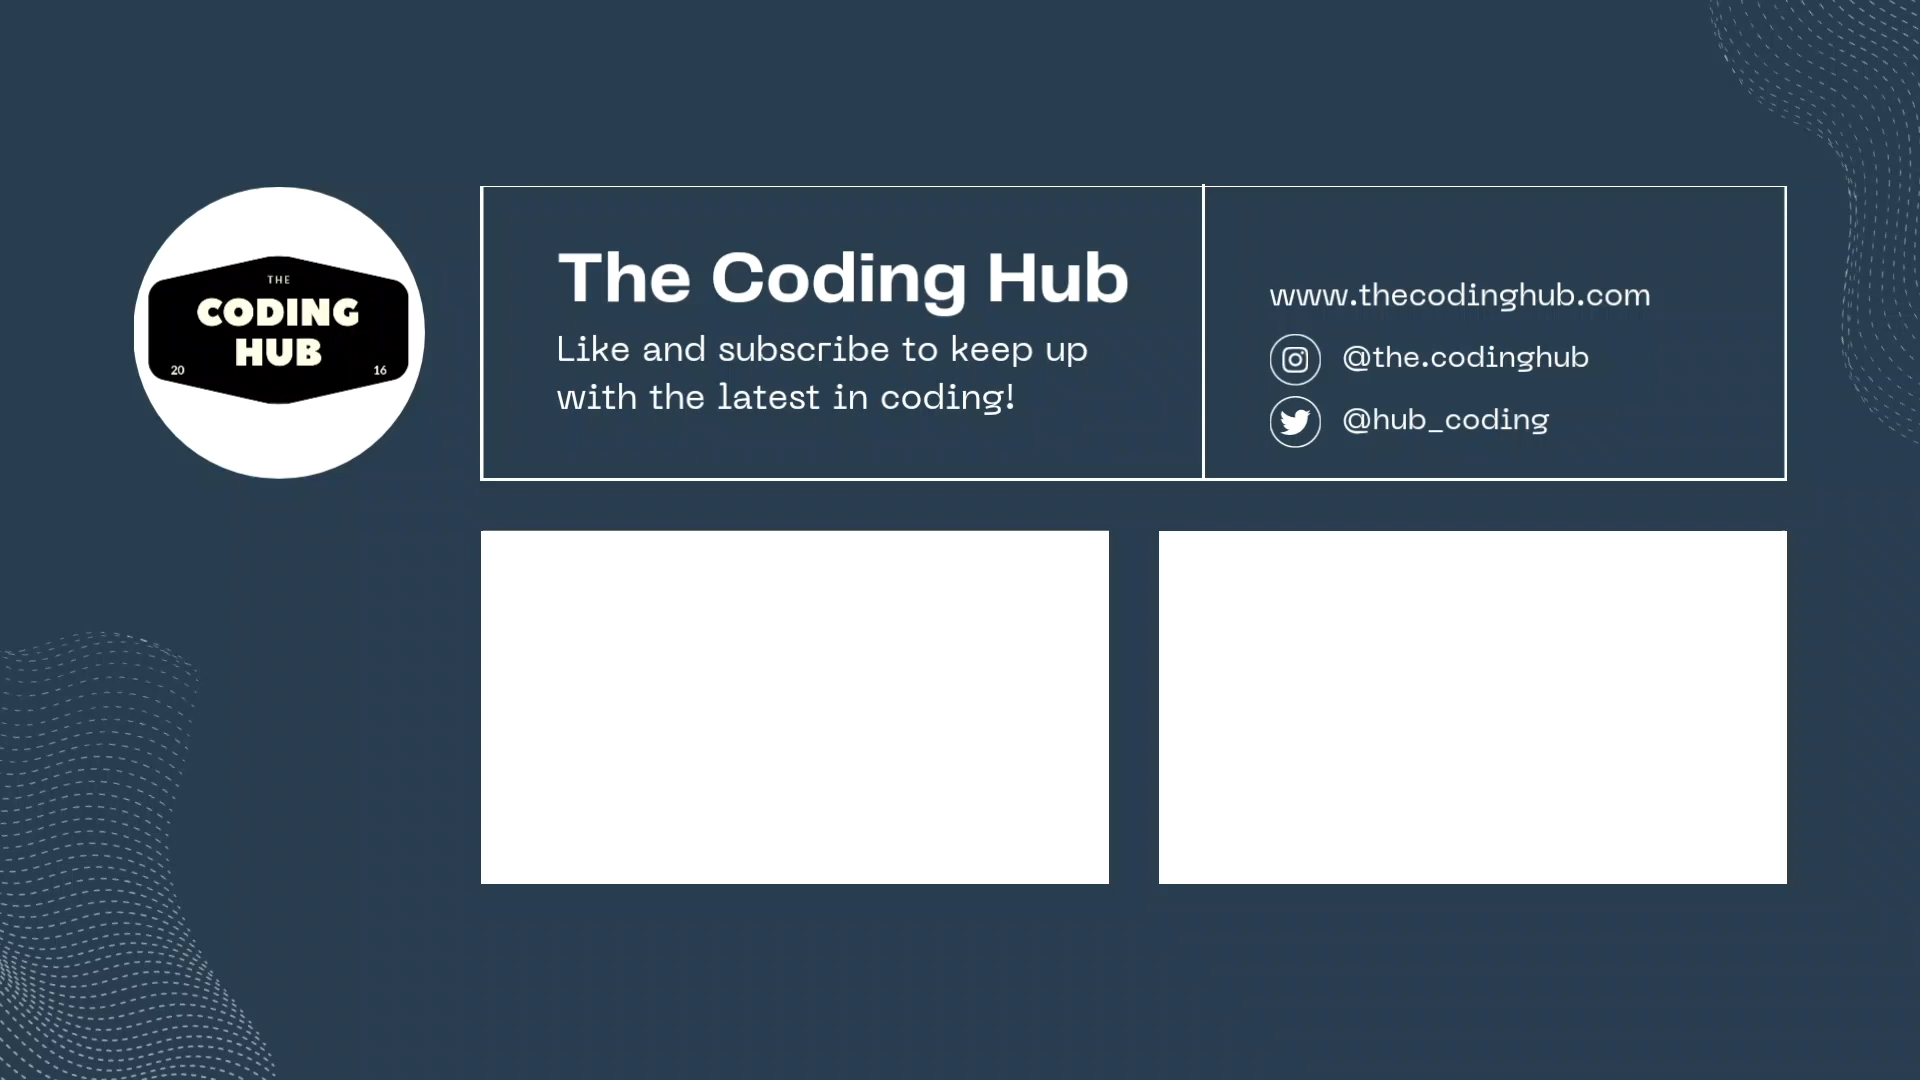 THE
CODING
HUB
20
16
The Coding Hub
Like and subscribe to keep up
with the latest in coding!
www.thecodinghub.com
@the.codinghub
@hub_coding